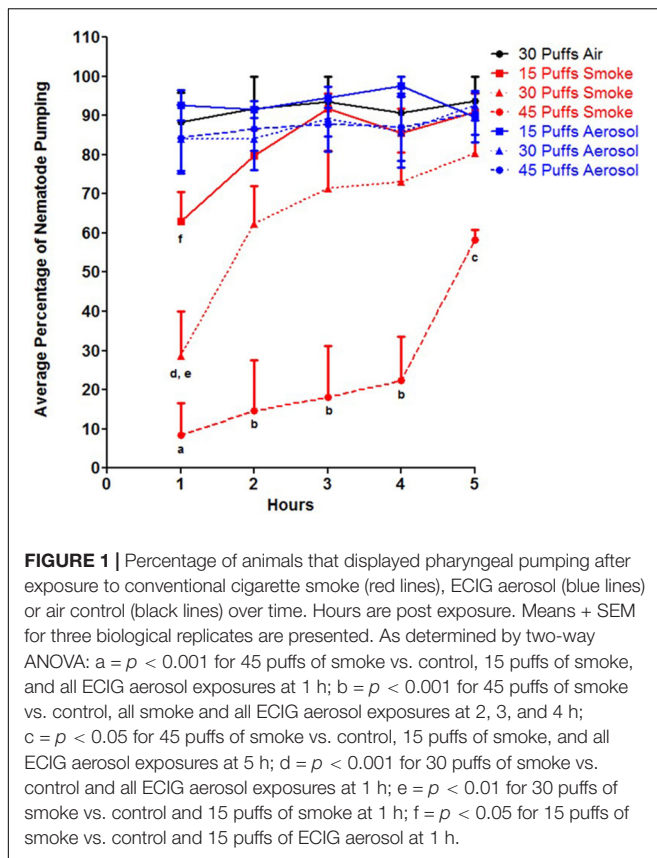 110
100
90
80
70
60
50
40
30
20
10
0
Average Percentage of Nematode Pumping
0 1 2 3 4 5
Hours
f
d, e
a
b
b
b
c
30 Puffs Air
15 Puffs Smoke
30 Puffs Smoke
45 Puffs Smoke
15 Puffs Aerosol
30 Puffs Aerosol
45 Puffs Aerosol
FIGURE 1 | Percentage of animals that displayed pharyngeal pumping after
exposure to conventional cigarette smoke (red lines), ECIG aerosol (blue lines)
or air control (black lines) over time. Hours are post exposure. Means + SEM
for three biological replicates are presented. As determined by two-way
ANOVA: a = p < 0.001 for 45 puffs of smoke vs. control, 15 puffs of smoke,
and all ECIG aerosol exposures at 1 h; b = p < 0.001 for 45 puffs of smoke
vs. control, all smoke and all ECIG aerosol exposures at 2, 3, and 4 h;
c = p < 0.05 for 45 puffs of smoke vs. control, 15 puffs of smoke, and all
ECIG aerosol exposures at 5 h; d = p < 0.001 for 30 puffs of smoke vs.
control and all ECIG aerosol exposures at 1 h; e = p < 0.01 for 30 puffs of
smoke vs. control and 15 puffs of smoke at 1 h; f = p < 0.05 for 15 puffs of
smoke vs. control and 15 puffs of ECIG aerosol at 1 h.